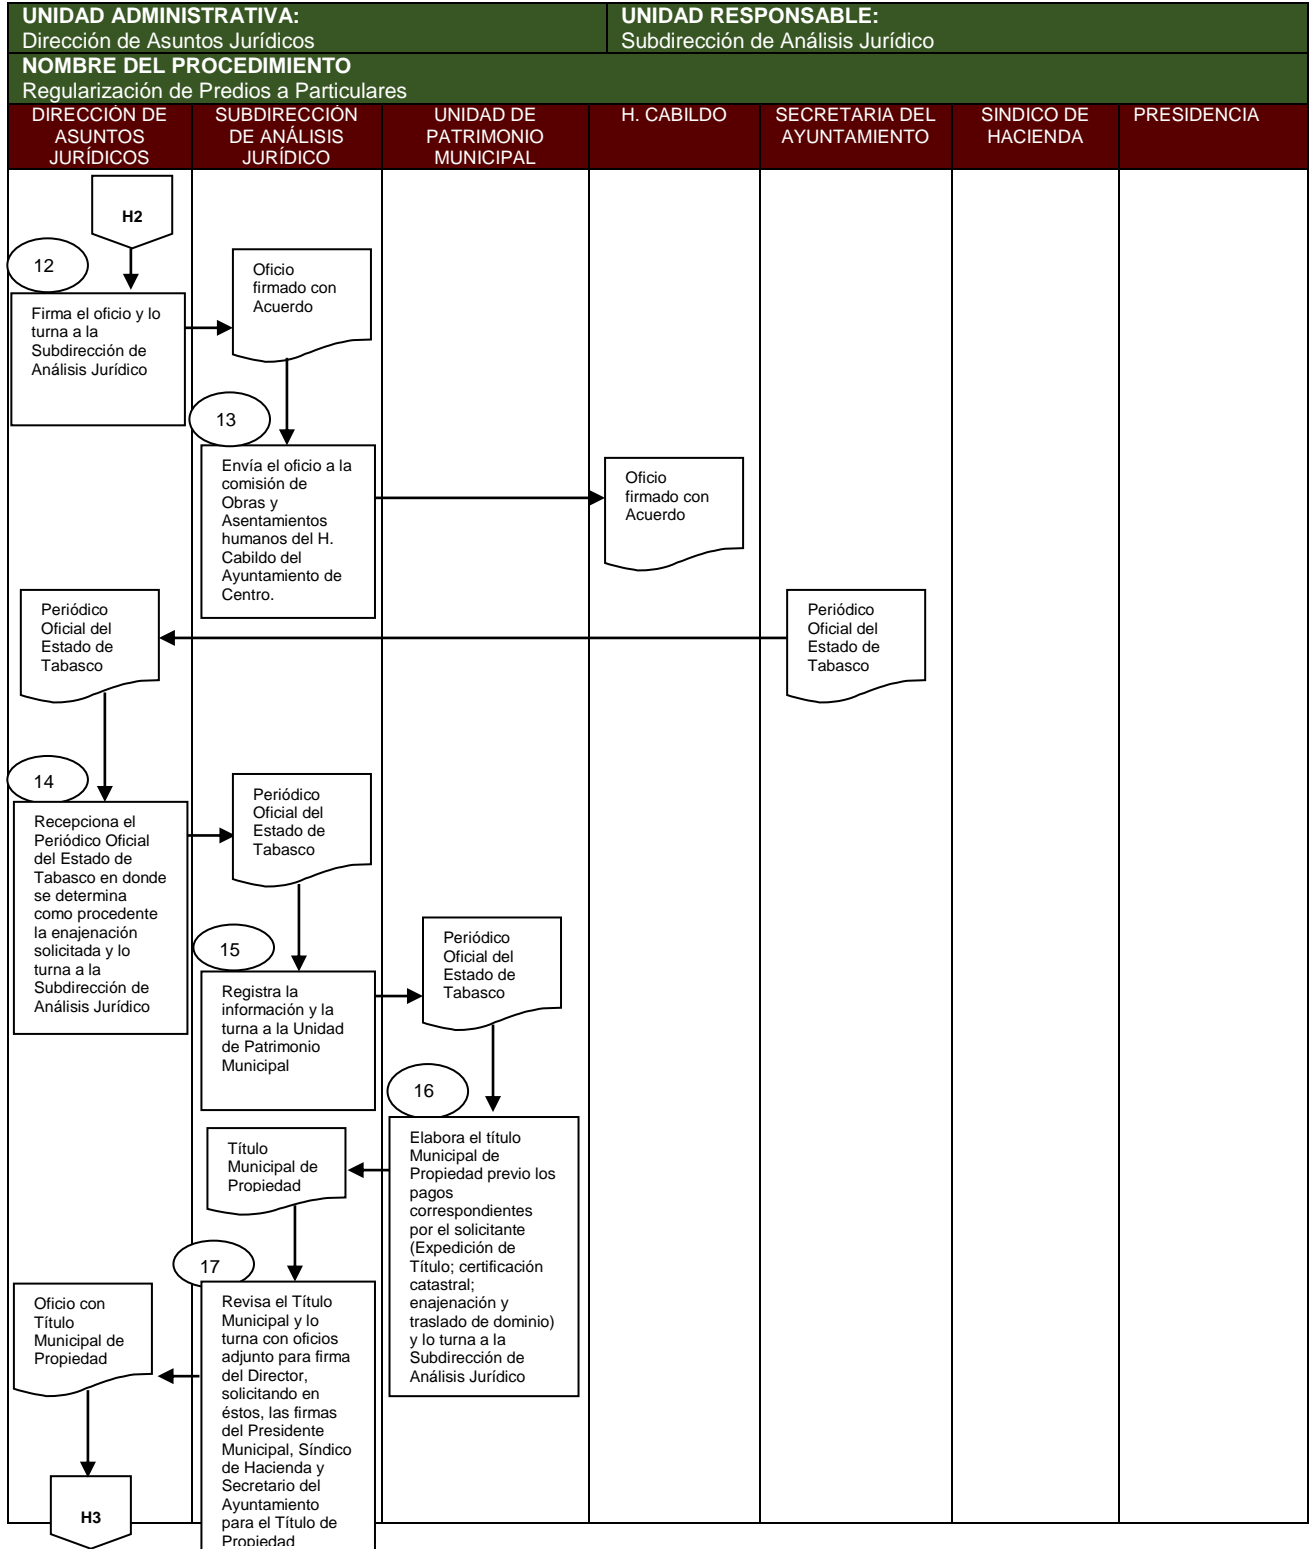 UNIDAD ADMINISTRATIVA:
Dirección de Asuntos Jurídicos
UNIDAD RESPONSABLE:
Subdirección de Análisis Jurídico
NOMBRE DEL PROCEDIMIENTO
Regularización de Predios a Particulares
DIRECCIÓN DE
ASUNTOS
JURÍDICOS
SUBDIRECCIÓN
DE ANÁLISIS
JURÍDICO
UNIDAD DE
PATRIMONIO
MUNICIPAL
H. CABILDO
SECRETARIA DEL
AYUNTAMIENTO
SINDICO DE
HACIENDA
PRESIDENCIA
H2
12
Firma el oficio y lo
turna a la
Subdirección de
Análisis Jurídico
Oficio
firmado con
Acuerdo
13
Envía el oficio a la
comisión de
Obras y
Asentamientos
humanos del H.
Cabildo del
Ayuntamiento de
Centro.
Oficio
firmado con
Acuerdo
Periódico
Oficial del
Estado de
Tabasco
Periódico
Oficial del
Estado de
Tabasco
14
Recepciona el
Periódico Oficial
del Estado de
Tabasco en donde
se determina
como procedente
la enajenación
solicitada y lo
turna a la
Subdirección de
Análisis Jurídico
Periódico
Oficial del
Estado de
Tabasco
15
Registra la
información y la
turna a la Unidad
de Patrimonio
Municipal
Periódico
Oficial del
Estado de
Tabasco
16
Elabora el título
Municipal de
Propiedad previo los
pagos
correspondientes
por el solicitante
(Expedición de
Título; certificación
catastral;
enajenación y
traslado de dominio)
y lo turna a la
Subdirección de
Análisis Jurídico
Título
Municipal de
Propiedad
17
Revisa el Título
Municipal y lo
turna con oficios
adjunto para firma
del Director,
solicitando en
éstos, las firmas
del Presidente
Municipal, Síndico
de Hacienda y
Secretario del
Ayuntamiento
para el Título de
Propiedad
Oficio con
Título
Municipal de
Propiedad
H3